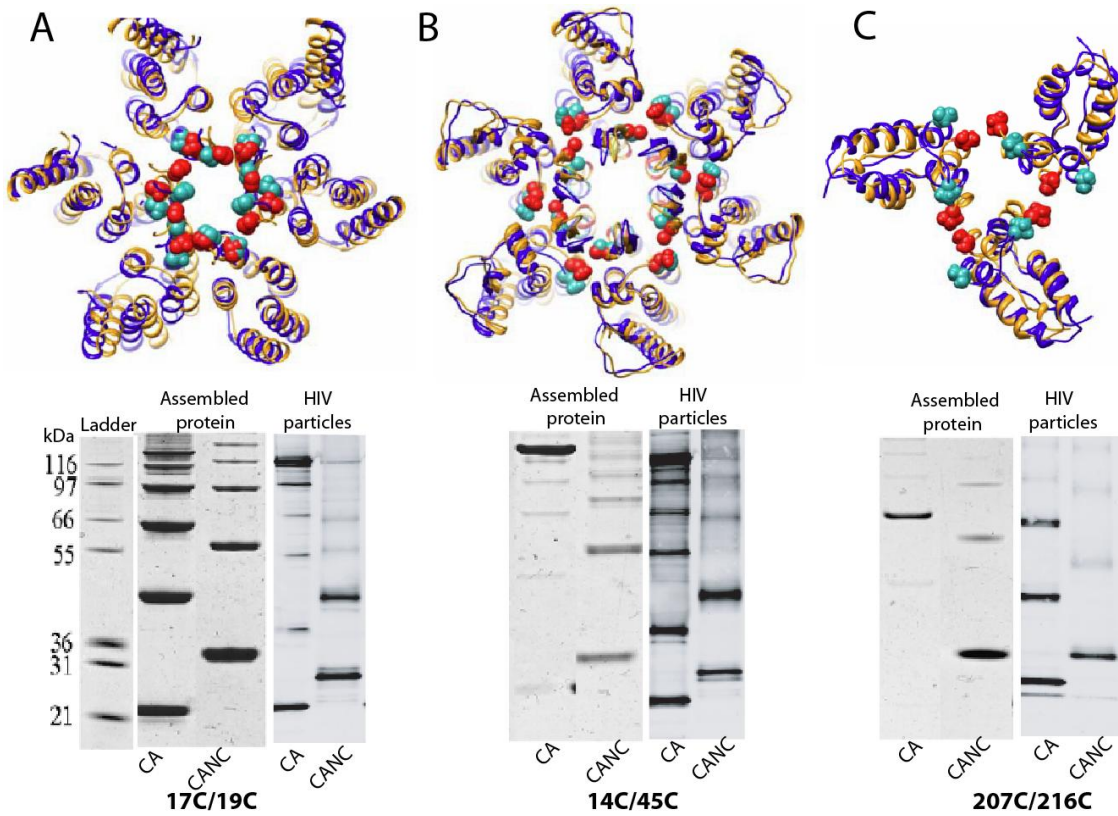 A
B
C
Assembled protein
HIV particles
Ladder
kDa
116
97
66
55
36
31
21
CA
CANC
CA
CANC
17C/19C
Assembled protein
HIV particles
CA
CANC
CA
CANC
14C/45C
Assembled protein
HIV particles
CA
CANC
CA
CANC
207C/216C